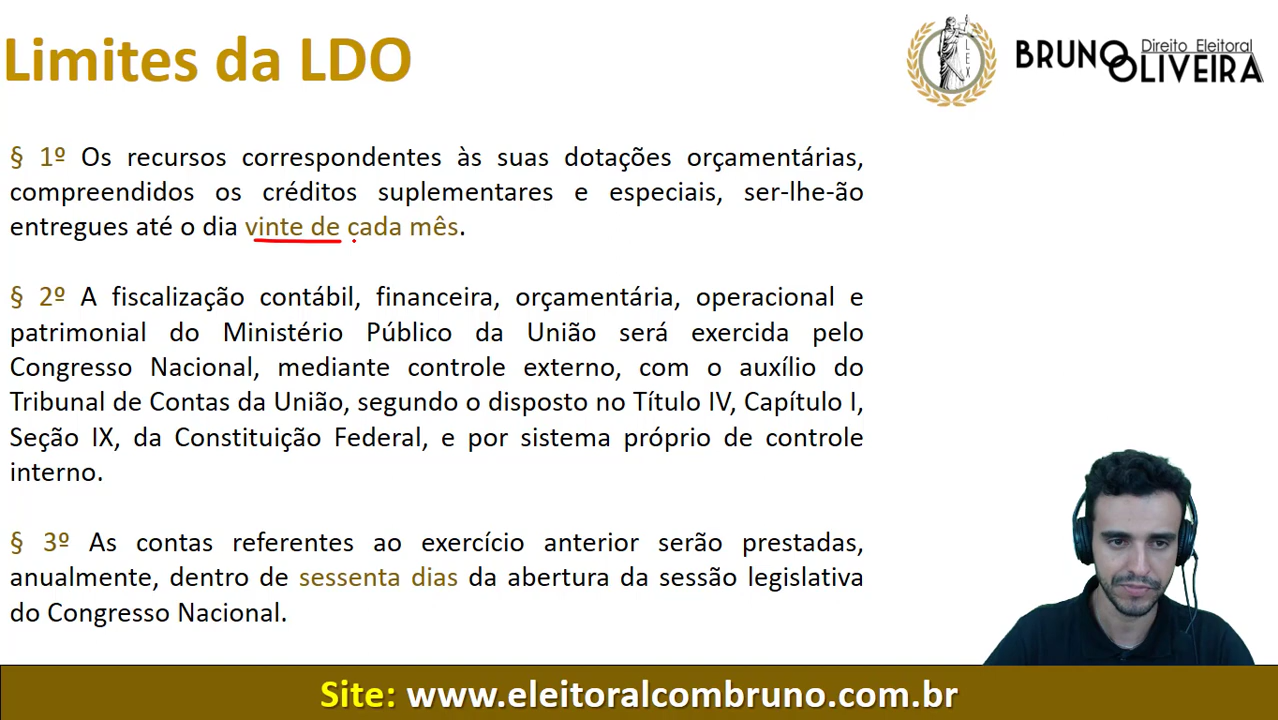 Limites da LDO
LEX
BRUNO
Direito Eleitoral
OLIVEIRA
§ 1º Os recursos correspondentes às suas dotações orçamentárias,
compreendidos os créditos suplementares e especiais, ser-lhe-ão
entregues até o dia vinte de cada mês.
§ 2º A fiscalização contábil, financeira, orçamentária, operacional e
patrimonial do Ministério Público da União será exercida pelo
Congresso Nacional, mediante controle externo, com o auxílio do
Tribunal de Contas da União, segundo o disposto no Título IV, Capítulo I,
Seção IX, da Constituição Federal, e por sistema próprio de controle
interno.
§ 3º As contas referentes ao exercício anterior serão prestadas,
anualmente, dentro de sessenta dias da abertura da sessão legislativa
do Congresso Nacional.
Site: www.eleitoralcombruno.com.br